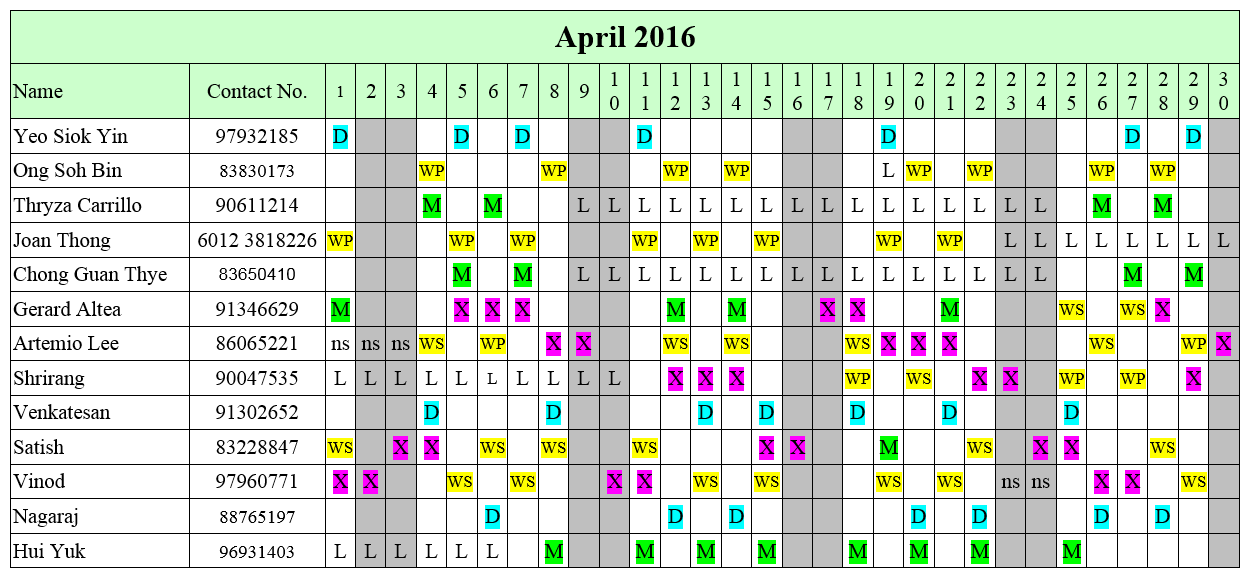 April 2016
Name Contact No. 1 2 3 4 5 6 7 8 9 10 11 12 13 14 15 16 17 18 19 20 21 22 23 24 25 26 27 28 29 30
Yeo Siok Yin 97932185 D D D D D D D
Ong Soh Bin 83830173 WP WP WP WP L WP WP WP WP
Thryza Carrillo 90611214 M M L L L L L L L L L L L L L L L L M M
Joan Thong 6012 3818226 WP WP WP WP WP WP WP WP L L L L L L L L
Chong Guan Thye 83650410 M M L L L L L L L L L L L L L L L L M M
Gerard Altea 91346629 M X X X M M X X M WS WS X
Artemio Lee 86065221 ns ns ns WS WP X X WS WS WS X X X WS WP X
Shrirang 90047535 L L L L L L L L L L X X X WP WS X X WP WP X
Venkatesan 91302652 D D D D D D D
Satish 83228847 WS X X WS WS WS X X M WS X X WS
Vinod 97960771 X X WS WS X X WS WS WS WS ns ns X X WS
Nagaraj 88765197 D D D D D D D
Hui Yuk 96931403 L L L L L L M M M M M M M M